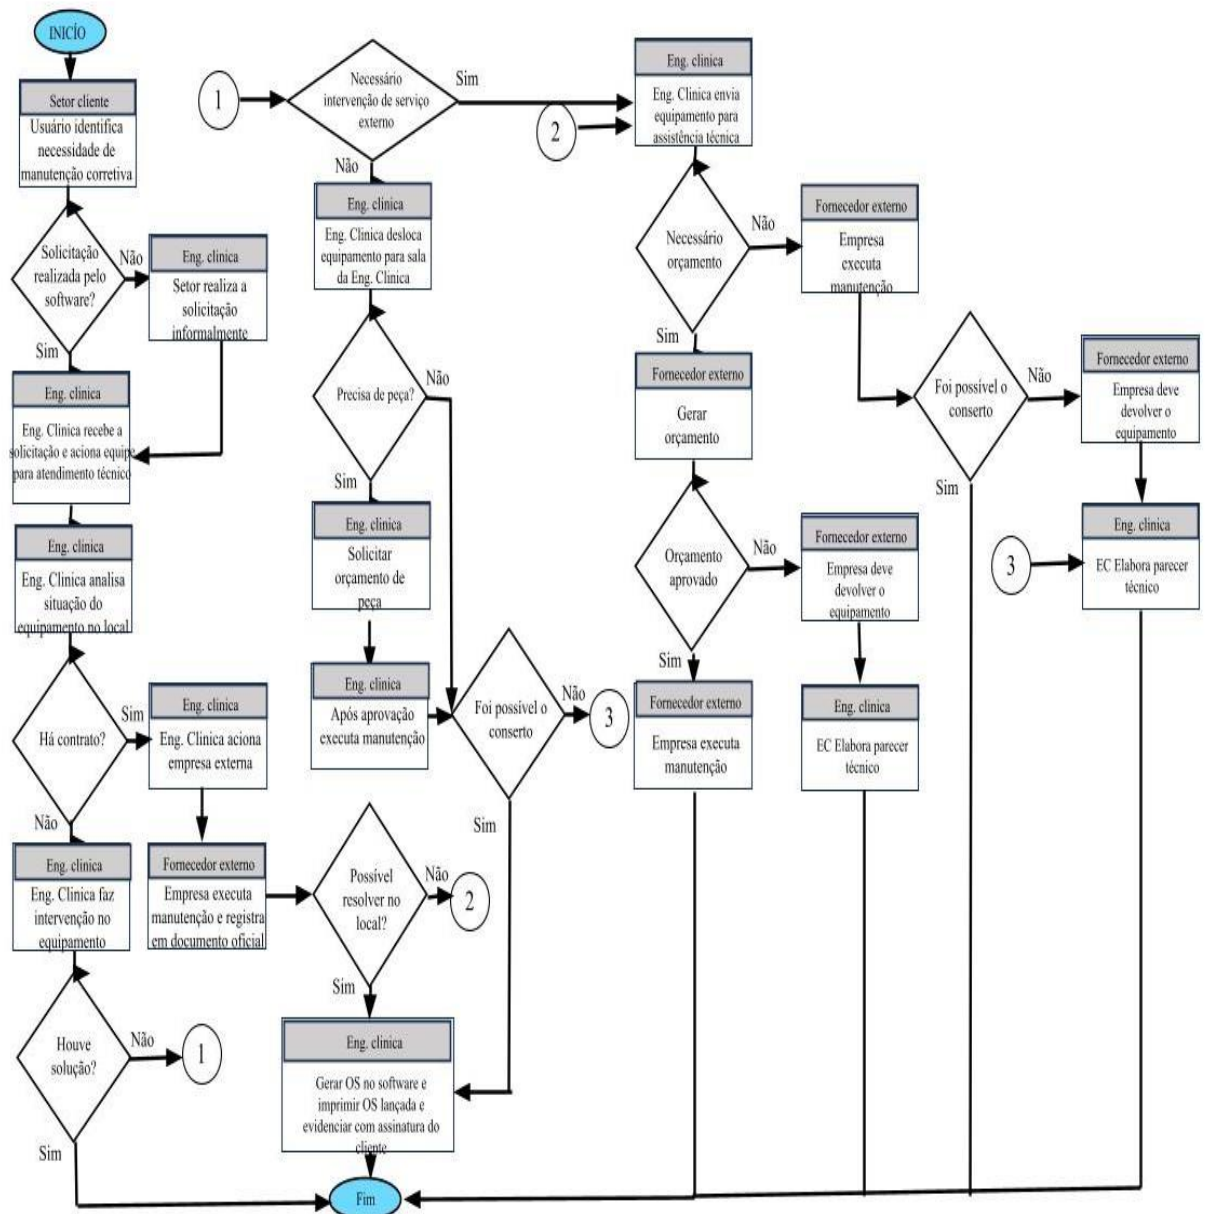 INICÍO
Setor cliente
Usuário identifica
necessidade de
manutenção corretiva
Solicitação
realizada pelo
software?
Não
Sim
Eng. clinica
Setor realiza a
solicitação
informalmente
Eng. clinica
Eng. Clinica recebe a
solicitação e aciona equipe
para atendimento técnico
Eng. clinica
Eng. Clinica analisa
situação do
equipamento no local
Há contrato?
Sim
Não
Eng. clinica
Eng. Clinica aciona
empresa externa
Eng. clinica
Eng. Clinica faz
intervenção no
equipamento
Fornecedor externo
Empresa executa
manutenção e registra
em documento oficial
Houve
solução?
Não
1
Sim
1
Necessário
intervenção de serviço
externo
Sim
Não
Eng. clinica
Eng. Clinica desloca
equipamento para sala
da Eng. Clinica
Precisa de peça?
Não
Sim
Eng. clinica
Solicitar
orçamento de
peça
Eng. clinica
Após aprovação
executa manutenção
Foi possível o
conserto
Não
3
Sim
Possível
resolver no
local?
Não
2
Sim
Eng. clinica
Gerar OS no software e
imprimir OS lançada e
evidenciar com assinatura do
cliente
Fim
2
Eng. clinica
Eng. Clinica envia
equipamento para
assistência técnica
Necessário
orçamento
Não
Sim
Fornecedor externo
Empresa
executa
manutenção
Fornecedor externo
Gerar
orçamento
Orçamento
aprovado
Não
Sim
Fornecedor externo
Empresa deve
devolver o
equipamento
Fornecedor externo
Empresa executa
manutenção
Eng. clinica
EC Elabora parecer
técnico
Foi possível o
conserto
Não
Sim
Fornecedor externo
Empresa deve
devolver o
equipamento
3
Eng. clinica
EC Elabora parecer
técnico